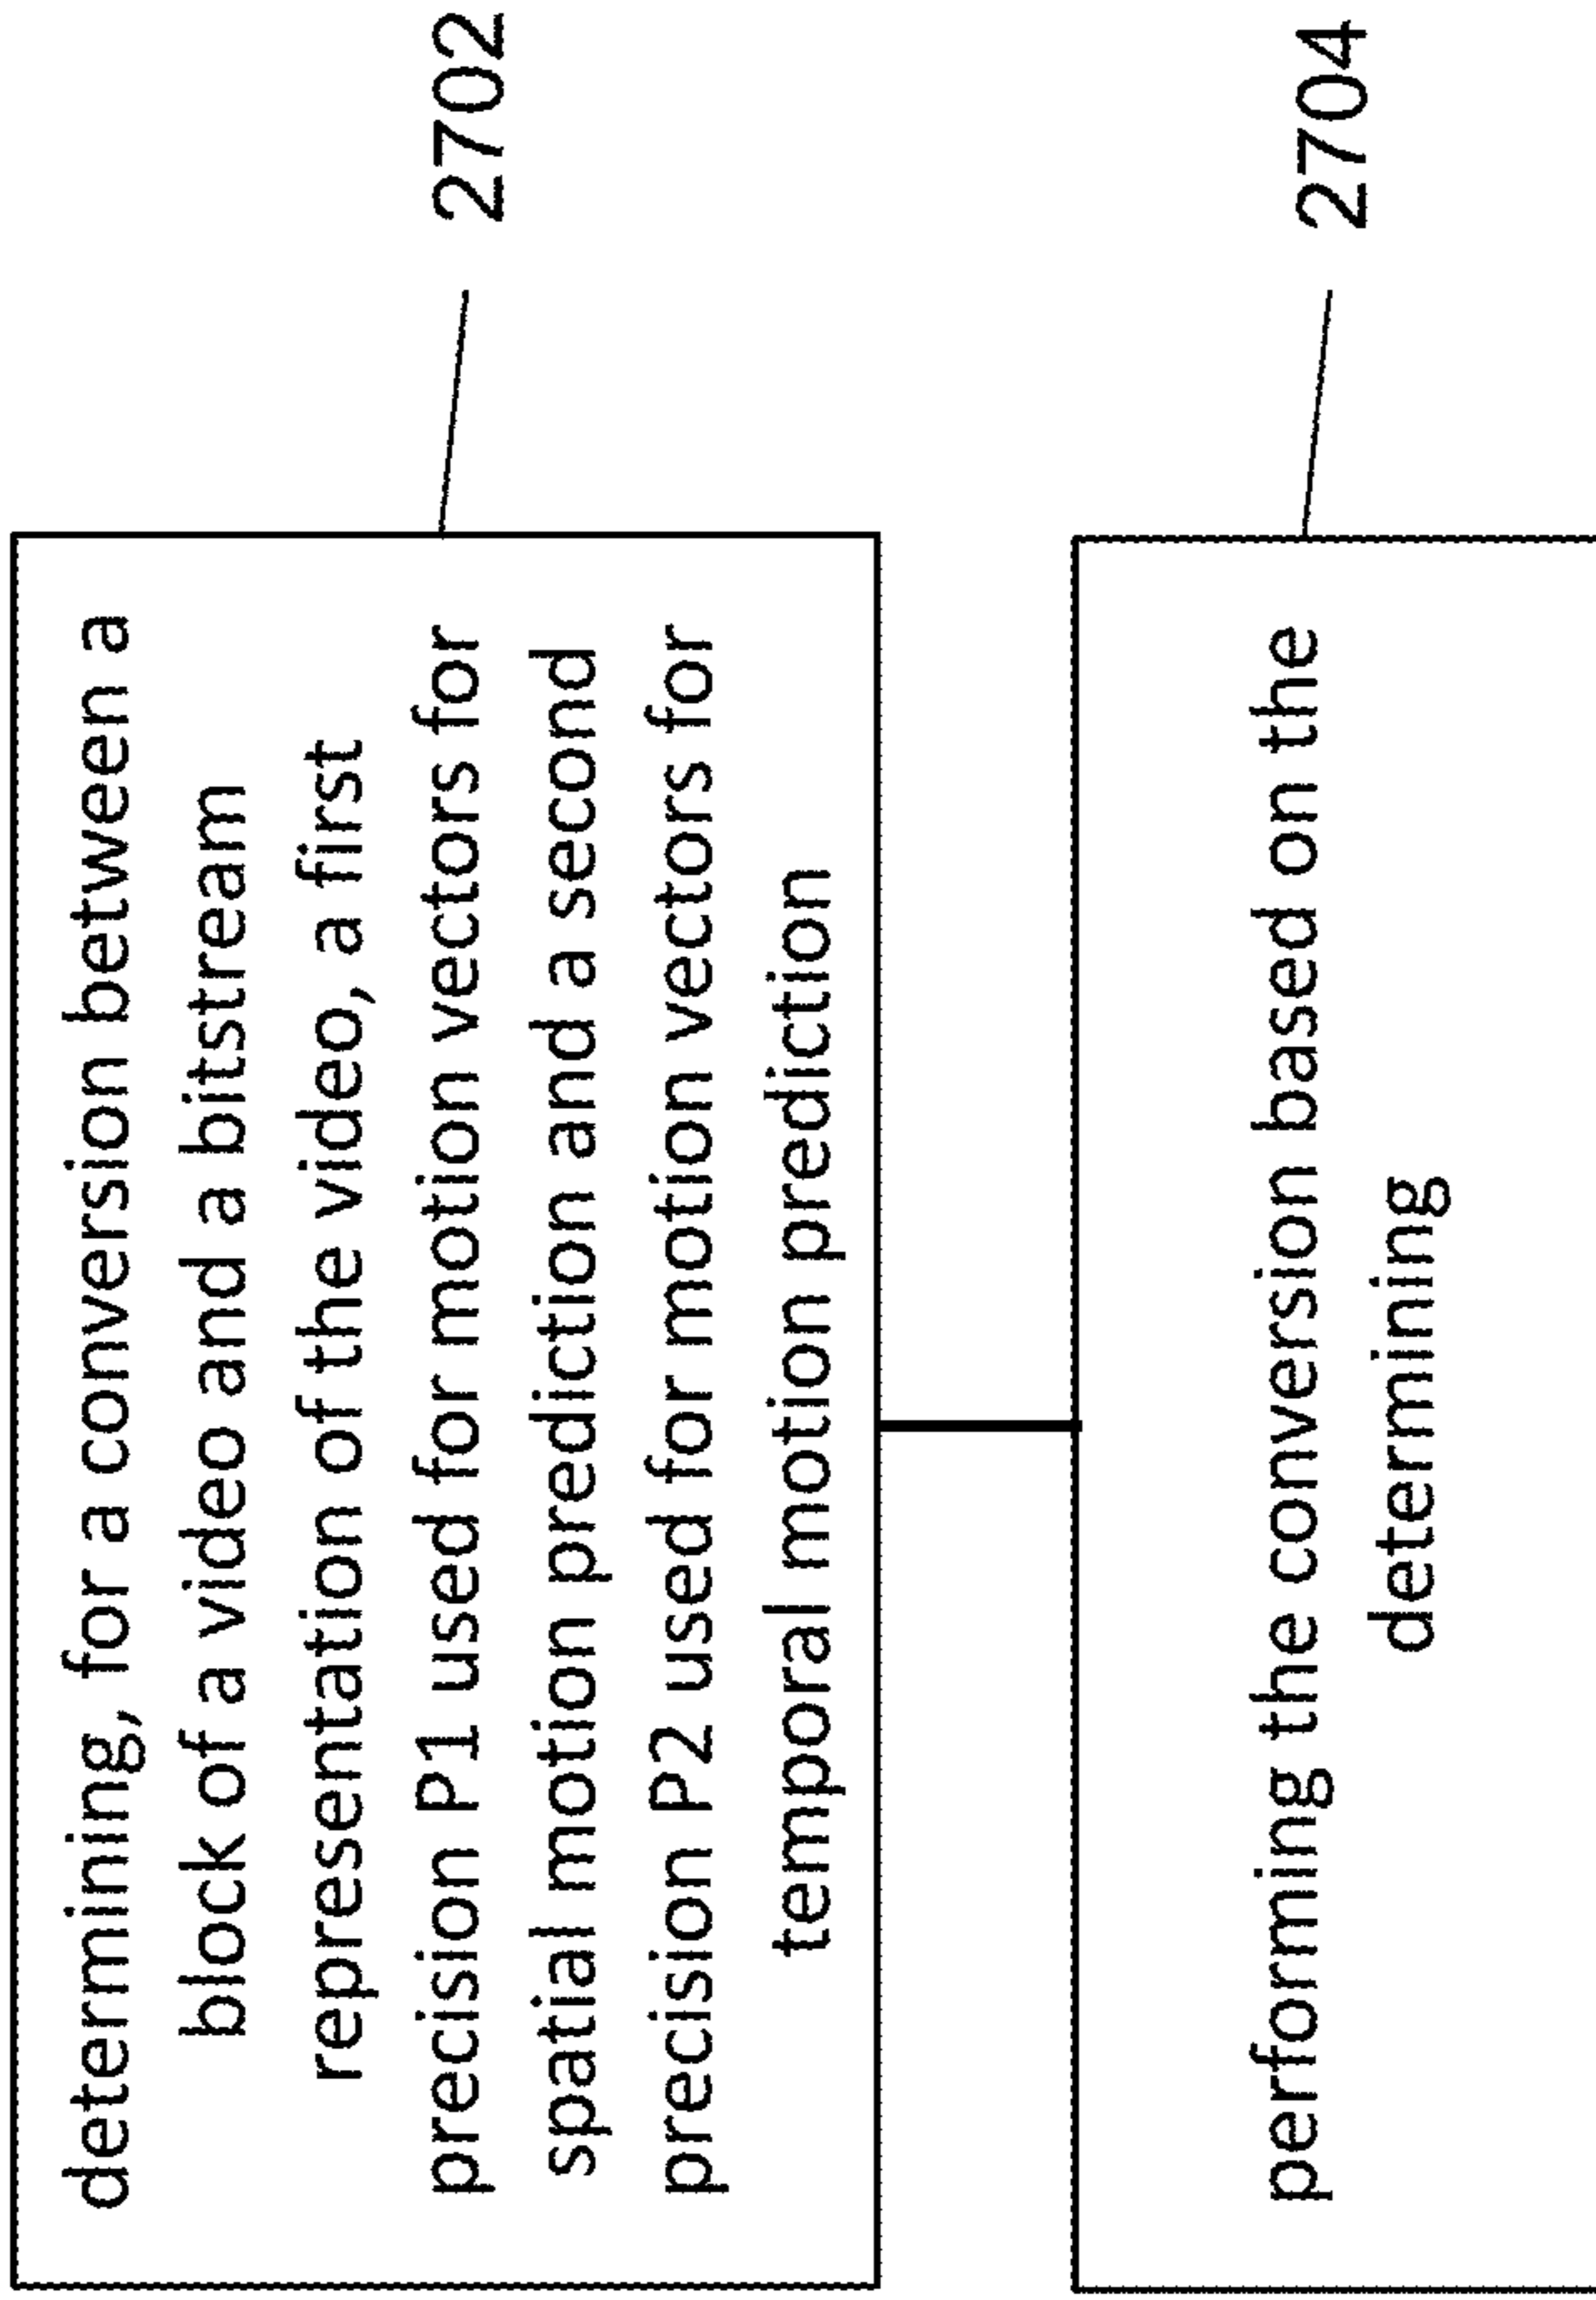 determining, for a conversion between a
block of a video and a bitstream
representation of the video, a first
precision P1 used for motion vectors for
spatial motion prediction and a second
precision P2 used for motion vectors for
temporal motion prediction
2702
performing the conversion based on the
determining
2704